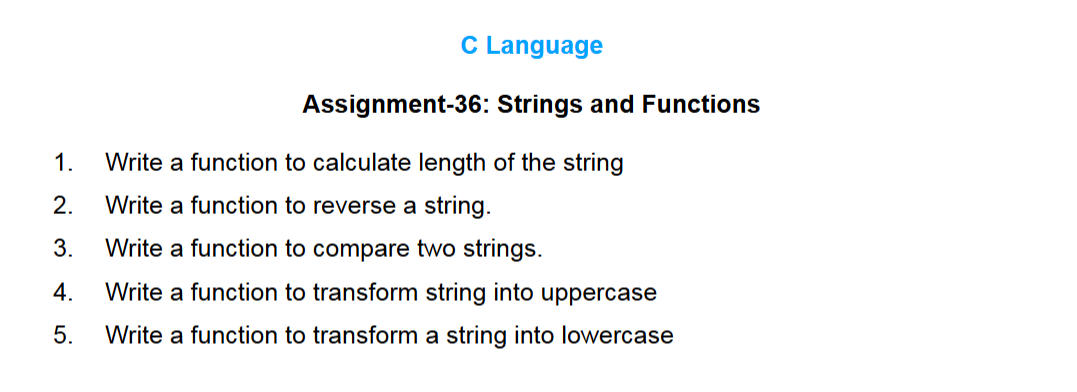 C Language
Assignment-36: Strings and Functions
1. Write a function to calculate length of the string
2. Write a function to reverse a string.
3. Write a function to compare two strings.
4. Write a function to transform string into uppercase
5. Write a function to transform a string into lowercase